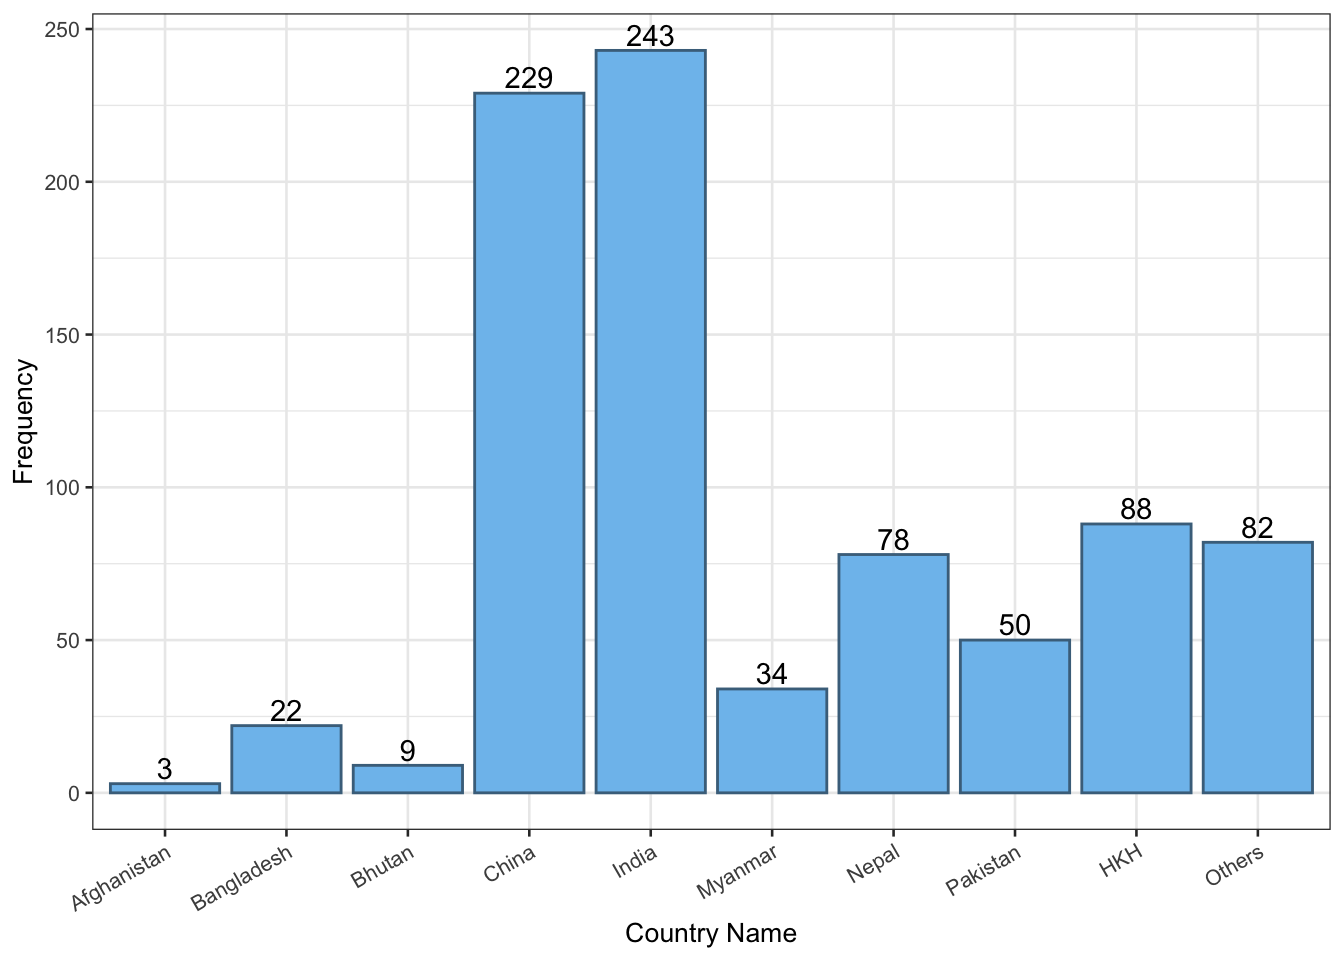 250
200
150
100
50
0
Frequency
3
22
9
229
243
34
78
50
88
82
Afghanistan
Bangladesh
Bhutan
China
India
Myanmar
Nepal
Pakistan
HKH
Others
Country Name